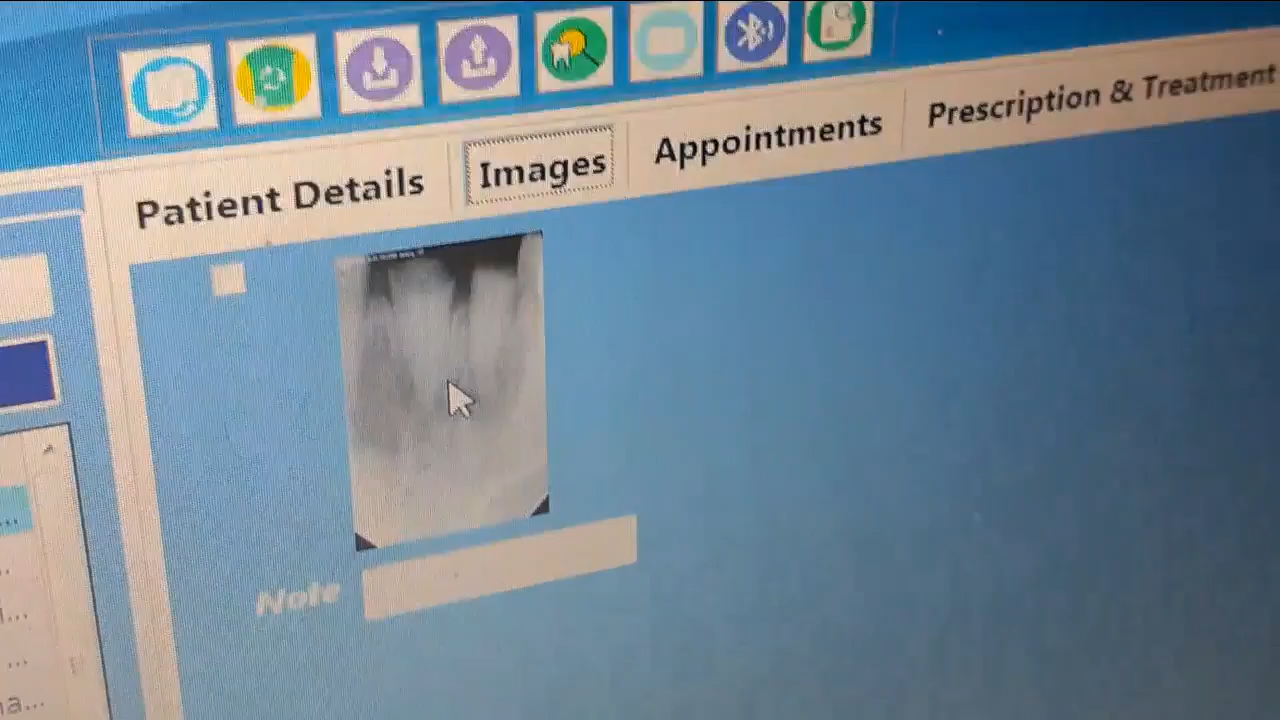 Patient Details
Images
Appointments
Prescription & Treatment
Note